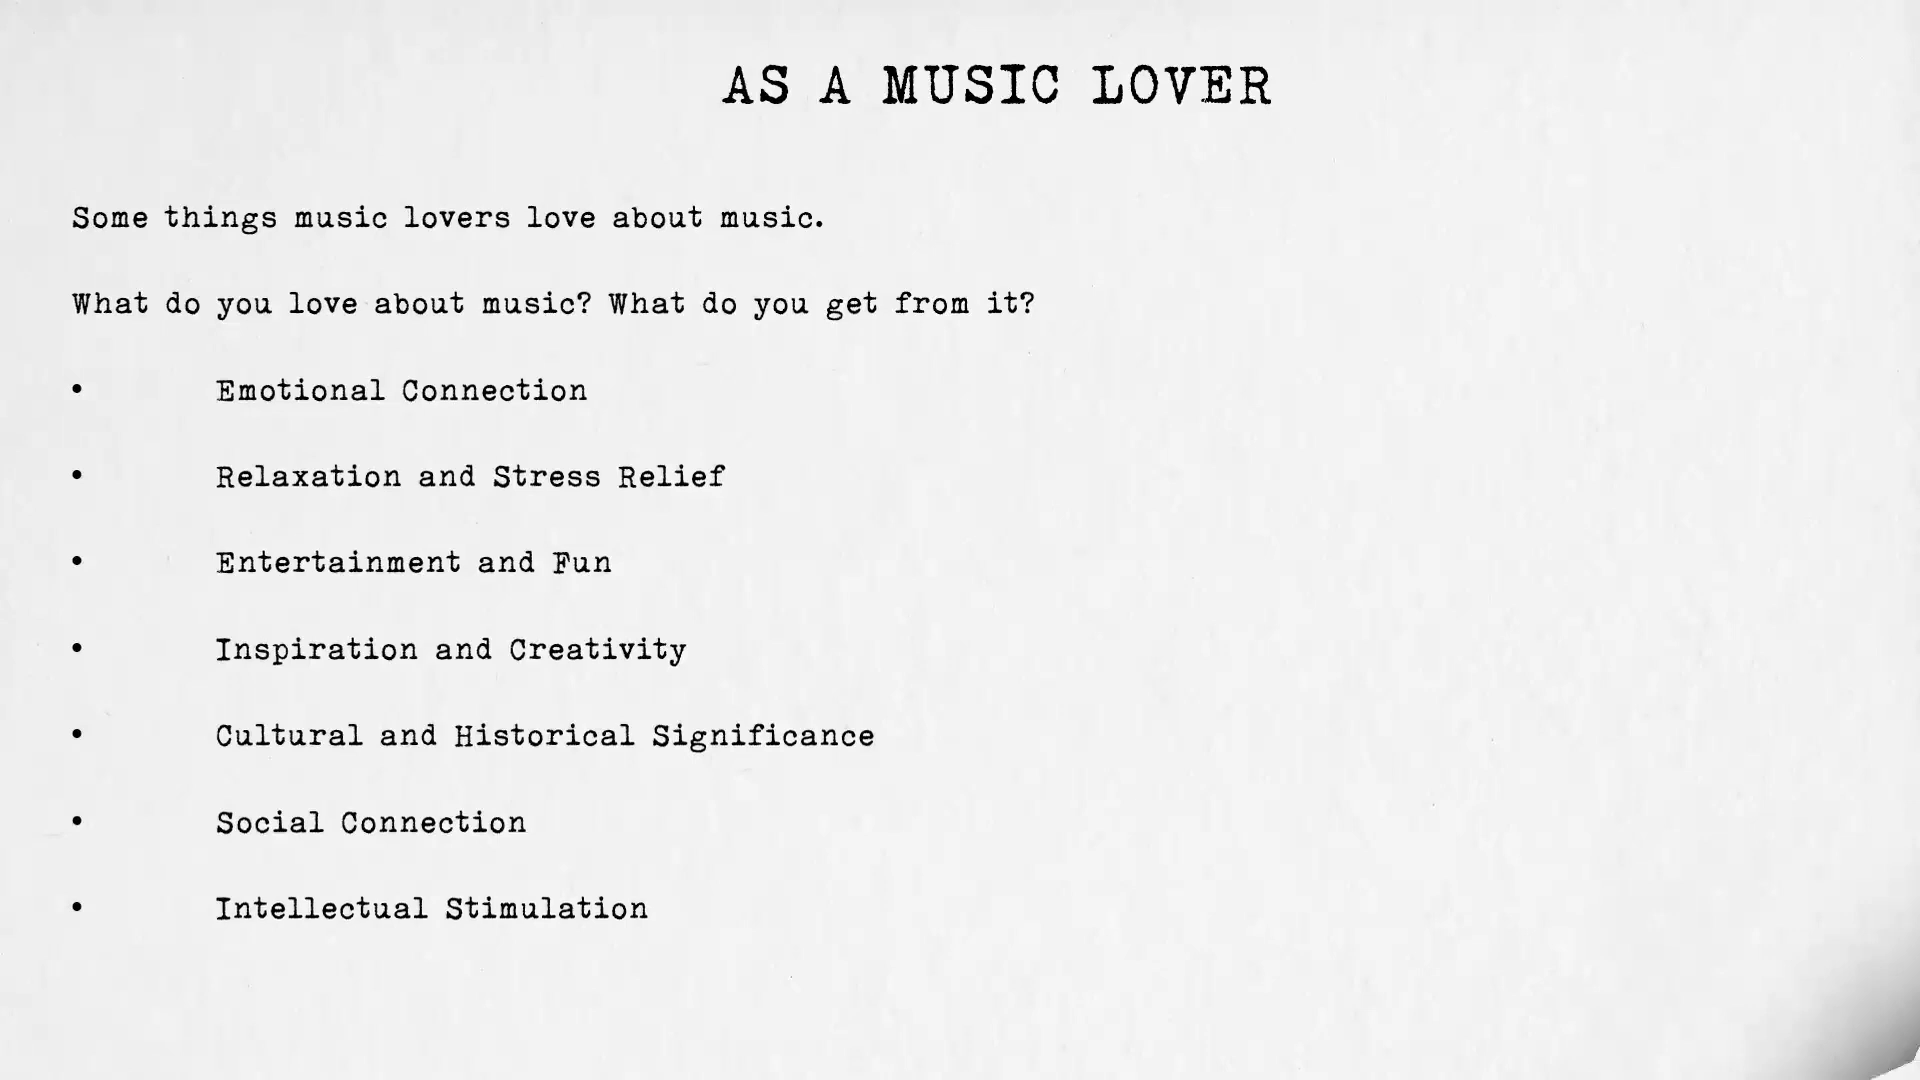 AS A MUSIC LOVER
Some things music lovers love about music.
What do you love about music? What do you get from it?
• Emotional Connection
• Relaxation and Stress Relief
• Entertainment and Fun
• Inspiration and Creativity
• Cultural and Historical Significance
• Social Connection
• Intellectual Stimulation